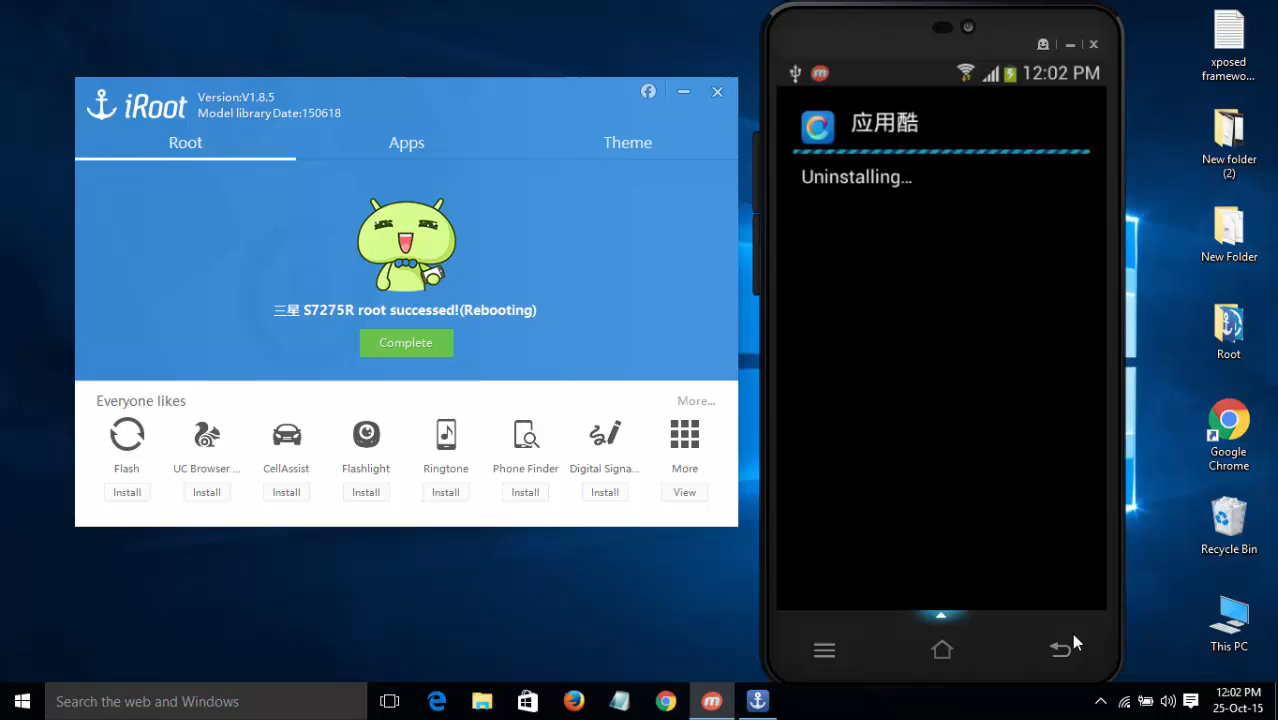 iRoot
Version:V1.8.5
Model libraryDate:150618
Root
Apps
Theme
三星 S7275R root successed!(Rebooting)
Complete
Everyone likes
More...
Flash
UC Browser ...
CellAssist
Flashlight
Ringtone
Phone Finder
Digital Signa...
More
Install
Install
Install
Install
Install
Install
Install
View
12:02 PM
应用酷
Uninstalling...
xposed
framewo...
New folder
(2)
New Folder
Root
Google
Chrome
Recycle Bin
This PC
Search the web and Windows
12:02 PM
25-Oct-15